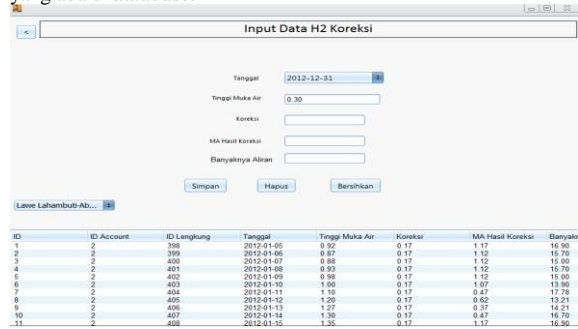 <
Input Data H2 Koreksi
Tanggal 2012-12-31
Tinggi Muka Air 0.30
Koreksi
MA Hasil Koreksi
Banyaknya Aliran
Simpan Hapus Bersihkan
Lawe Lahambuti-Ab...
ID ID Account ID Lengkung Tanggal Tinggi Muka Air Koreksi MA Hasil Koreksi
1 2 398 2012-01-05 0.92 0.17 1.17 16.90
2 2 399 2012-01-06 0.87 0.17 1.12 15.70
3 2 400 2012-01-07 0.88 0.17 1.12 15.00
4 2 401 2012-01-08 0.93 0.17 1.12 15.70
5 2 402 2012-01-09 0.98 0.17 1.12 15.00
6 2 403 2012-01-10 1.00 0.17 1.07 13.90
7 2 404 2012-01-11 1.10 0.17 0.47 17.78
8 2 405 2012-01-12 1.20 0.17 0.62 13.21
9 2 406 2012-01-13 1.27 0.17 0.37 14.21
10 2 407 2012-01-14 1.30 0.17 0.47 16.70
11 2 408 2012-01-15 1.35 0.17 1.17 16.90